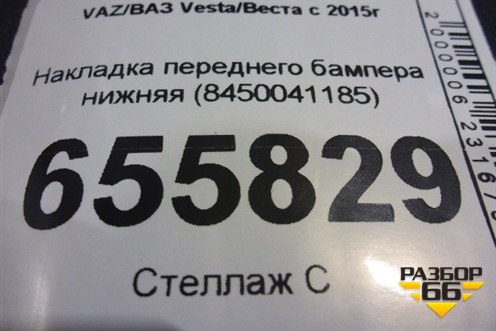 VAZ/ВАЗ Vesta/Веста с 2015г
Накладка переднего бампера
нижняя (8450041185)
655829
Стеллаж С
РАЗБОР
66